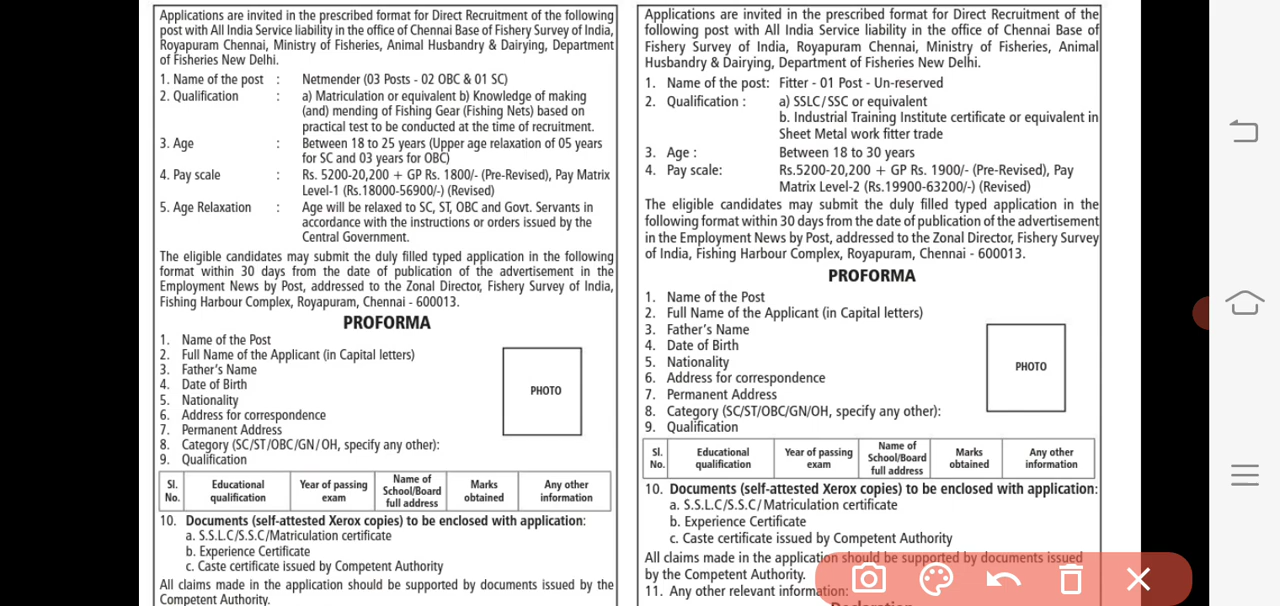 Applications are invited in the prescribed format for Direct Recruitment of the following
post with All India Service liability in the office of Chennai Base of Fishery Survey of India,
Royapuram Chennai, Ministry of Fisheries, Animal Husbandry & Dairying, Department
of Fisheries New Delhi.
1. Name of the post : Netmender (03 Posts - 02 OBC & 01 SC)
2. Qualification : a) Matriculation or equivalent b) Knowledge of making
(and) mending of Fishing Gear (Fishing Nets) based on
practical test to be conducted at the time of recruitment.
3. Age : Between 18 to 25 years (Upper age relaxation of 05 years
for SC and 03 years for OBC)
4. Pay scale : Rs. 5200-20,200 + GP Rs. 1800/- (Pre-Revised), Pay Matrix
Level-1 (Rs.18000-56900/-) (Revised)
5. Age Relaxation : Age will be relaxed to SC, ST, OBC and Govt. Servants in
accordance with the instructions or orders issued by the
Central Government.
The eligible candidates may submit the duly filled typed application in the following
format within 30 days from the date of publication of the advertisement in the
Employment News by Post, addressed to the Zonal Director, Fishery Survey of India,
Fishing Harbour Complex, Royapuram, Chennai - 600013.
PROFORMA
1. Name of the Post
2. Full Name of the Applicant (in Capital letters)
3. Father's Name
4. Date of Birth
5. Nationality
6. Address for correspondence
7. Permanent Address
8. Category (SC/ST/OBC/GN/OH, specify any other):
9. Qualification
PHOTO
Sl. No. Educational qualification Year of passing exam Name of School/Board full address Marks obtained Any other information
10. Documents (self-attested Xerox copies) to be enclosed with application:
a. S.S.L.C/S.S.C/Matriculation certificate
b. Experience Certificate
c. Caste certificate issued by Competent Authority
All claims made in the application should be supported by documents issued by the
Competent Authority.
Applications are invited in the prescribed format for Direct Recruitment of the
following post with All India Service liability in the office of Chennai Base of
Fishery Survey of India, Royapuram Chennai, Ministry of Fisheries, Animal
Husbandry & Dairying, Department of Fisheries New Delhi.
1. Name of the post: Fitter - 01 Post - Un-reserved
2. Qualification : a) SSLC/SSC or equivalent
b. Industrial Training Institute certificate or equivalent in
Sheet Metal work fitter trade
3. Age : Between 18 to 30 years
4. Pay scale: Rs.5200-20,200 + GP Rs. 1900/- (Pre-Revised), Pay
Matrix Level-2 (Rs.19900-63200/-) (Revised)
The eligible candidates may submit the duly filled typed application in the
following format within 30 days from the date of publication of the advertisement
in the Employment News by Post, addressed to the Zonal Director, Fishery Survey
of India, Fishing Harbour Complex, Royapuram, Chennai - 600013.
PROFORMA
1. Name of the Post
2. Full Name of the Applicant (in Capital letters)
3. Father's Name
4. Date of Birth
5. Nationality
6. Address for correspondence
7. Permanent Address
8. Category (SC/ST/OBC/GN/OH, specify any other):
9. Qualification
PHOTO
Sl. No. Educational qualification Year of passing exam Name of School/Board full address Marks obtained Any other information
10. Documents (self-attested Xerox copies) to be enclosed with application:
a. S.S.L.C/S.S.C/Matriculation certificate
b. Experience Certificate
c. Caste certificate issued by Competent Authority
All claims made in the application should be supported by documents issued
by the Competent Authority.
11. Any other relevant information: